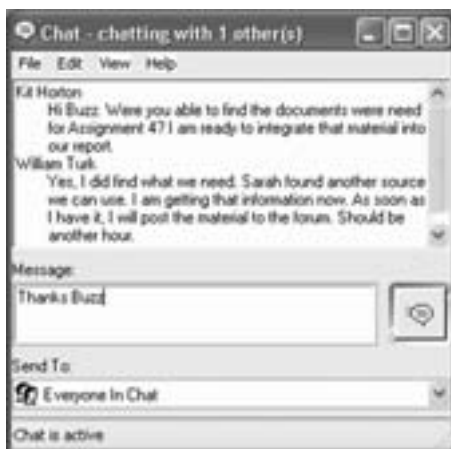 Chat - chatting with 1 other(s)
File Edit View Help
Kit Horton
Hi Buzz. Were you able to find the documents were need
for Assignment 4? I am ready to integrate that material into
our report.
William Turk
Yes, I did find what we need. Sarah found another source
we can use. I am getting that information now. As soon as
I have it, I will post the material to the forum. Should be
another hour.
Message:
Thanks Buzz
Send To:
Everyone In Chat
Chat is active